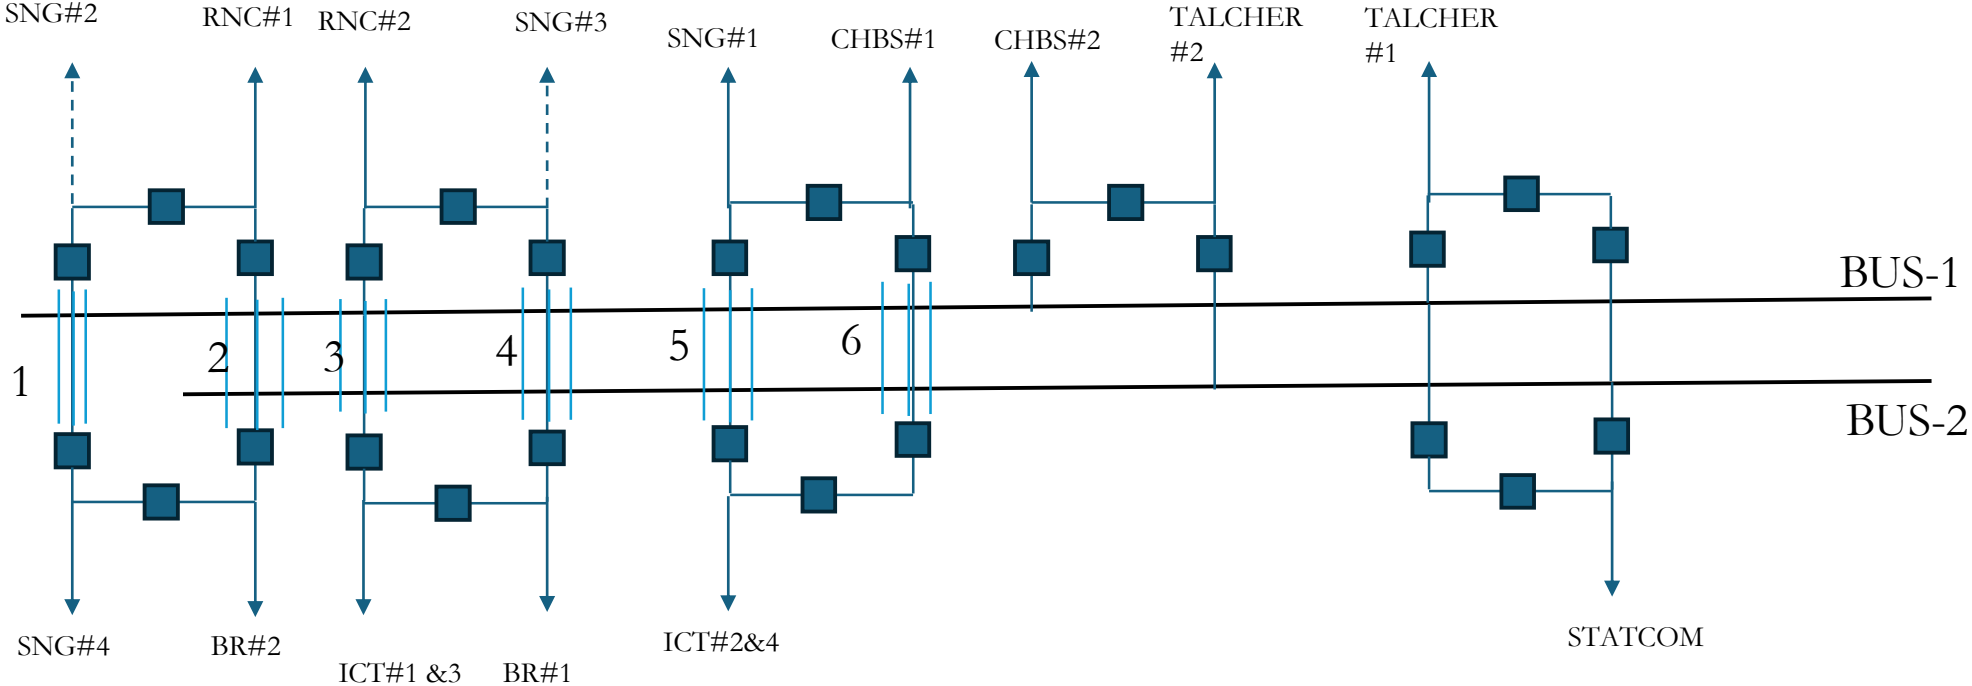 SNG#2
RNC#1
RNC#2
SNG#3
SNG#1
CHBS#1
CHBS#2
TALCHER
#2
TALCHER
#1
BUS-1
1
2
3
4
5
6
BUS-2
SNG#4
BR#2
ICT#1 &3
BR#1
ICT#2&4
STATCOM